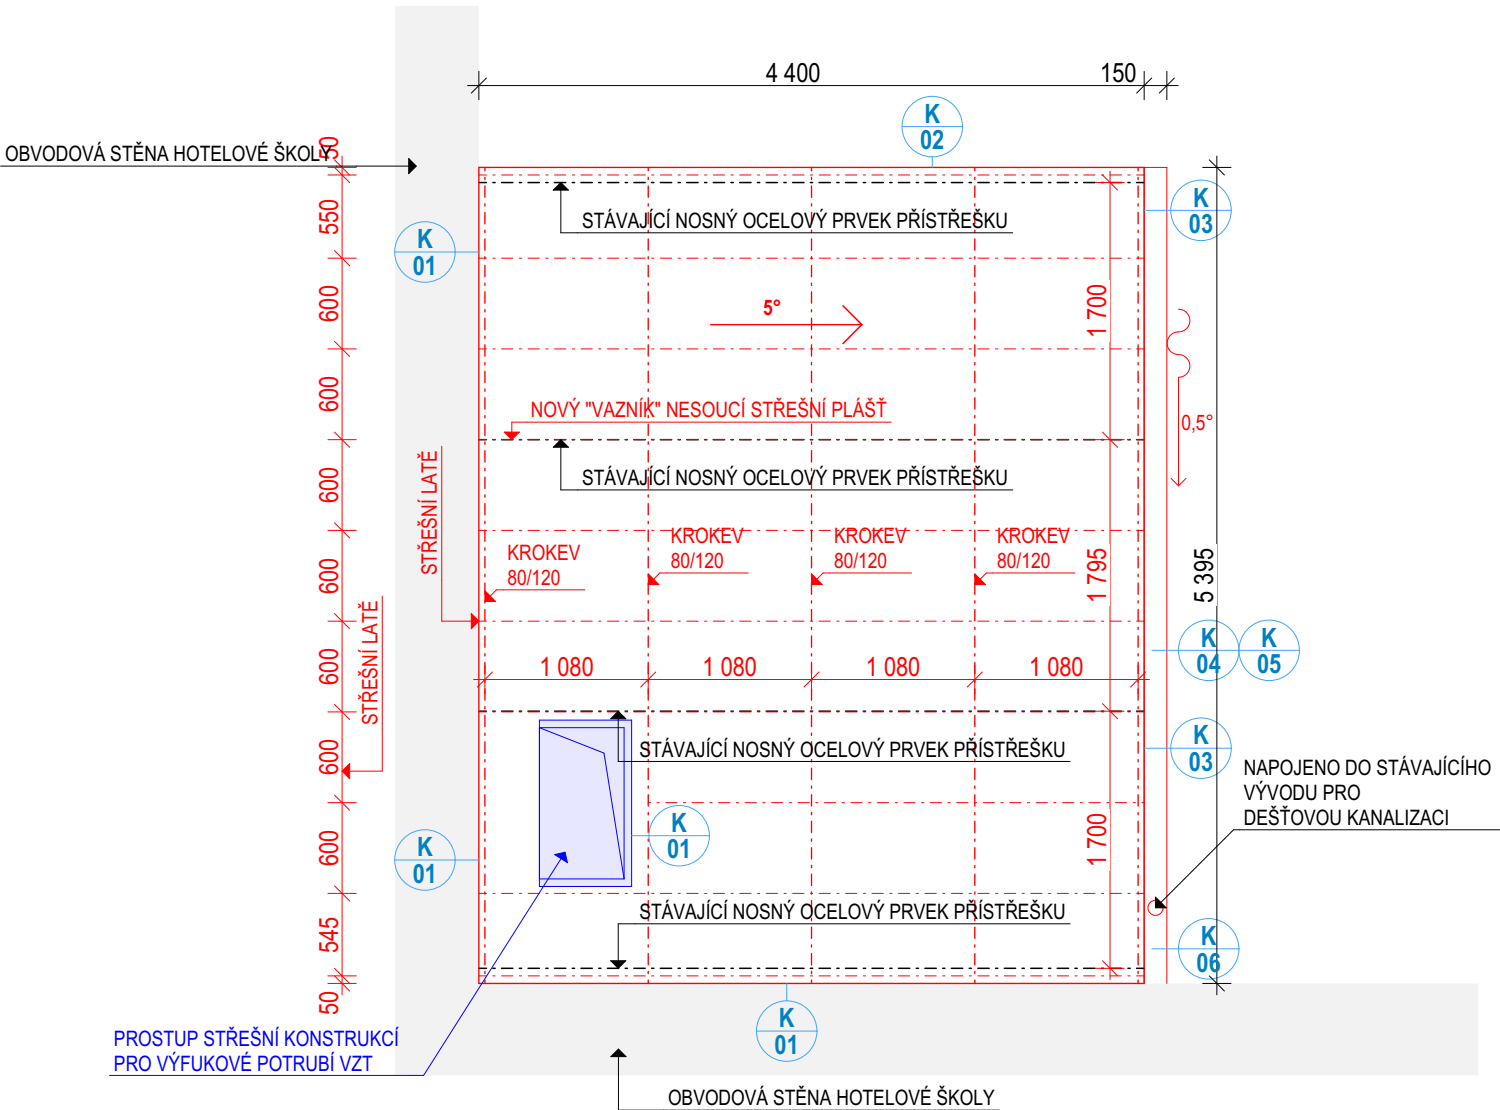 4 400
150
K
02
OBVODOVÁ STĚNA HOTELOVÉ ŠKOLY
50
550
600
600
600
600
600
600
600
545
50
STÁVAJÍCÍ NOSNÝ OCELOVÝ PRVEK PŘÍSTŘEŠKU
K
03
K
01
5°
1 700
0,5°
NOVÝ "VAZNÍK" NESOUCÍ STŘEŠNÍ PLÁŠŤ
STÁVAJÍCÍ NOSNÝ OCELOVÝ PRVEK PŘÍSTŘEŠKU
STŘEŠNÍ LATĚ
KROKEV
80/120
KROKEV
80/120
KROKEV
80/120
KROKEV
80/120
1 795
5 395
STŘEŠNÍ LATĚ
K
04
K
05
1 080
1 080
1 080
1 080
STÁVAJÍCÍ NOSNÝ OCELOVÝ PRVEK PŘÍSTŘEŠKU
K
03
NAPOJENO DO STÁVAJÍCÍHO
VÝVODU PRO
DEŠŤOVOU KANALIZACI
K
01
K
01
1 700
STÁVAJÍCÍ NOSNÝ OCELOVÝ PRVEK PŘÍSTŘEŠKU
K
06
PROSTUP STŘEŠNÍ KONSTRUKCÍ
PRO VÝFUKOVÉ POTRUBÍ VZT
K
01
OBVODOVÁ STĚNA HOTELOVÉ ŠKOLY